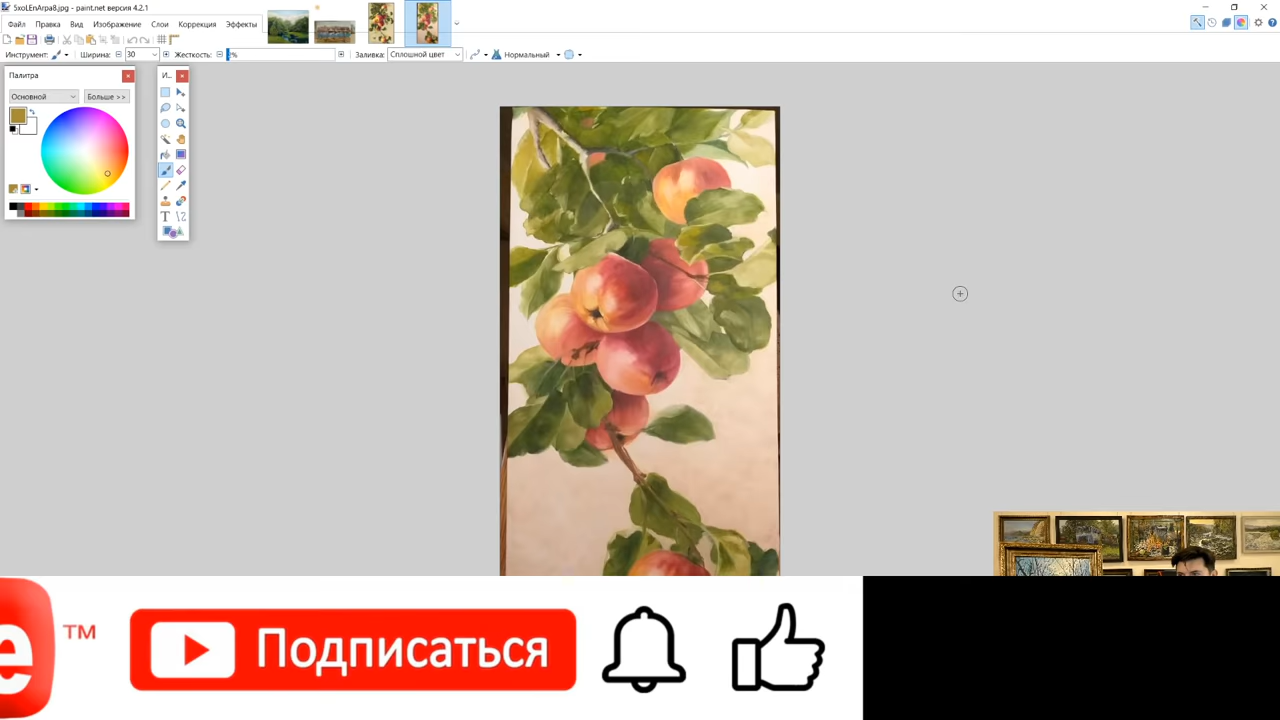 5xoLEnArpa8.jpg - paint.net версия 4.2.1
Файл Правка Вид Изображение Слои Коррекция Эффекты
Инструмент: Ширина: 30 Жесткость: % Заливка: Сплошной цвет Нормальный
Палитра
И...
Основной
Больше >>
e™
Подписаться